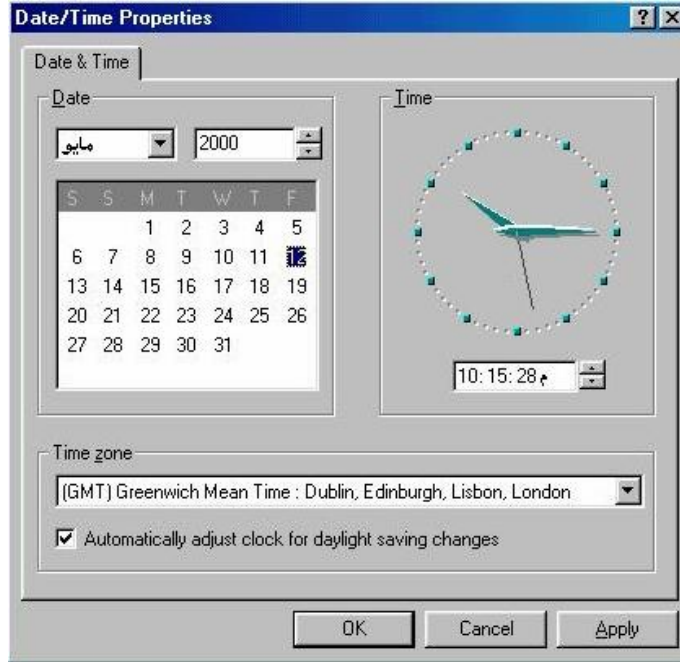 Date/Time Properties
Date & Time
Date
مايو
2000
S S M T W T F
1 2 3 4 5
6 7 8 9 10 11 12
13 14 15 16 17 18 19
20 21 22 23 24 25 26
27 28 29 30 31
Time
10:15:28 م
Time zone
(GMT) Greenwich Mean Time : Dublin, Edinburgh, Lisbon, London
Automatically adjust clock for daylight saving changes
OK Cancel Apply